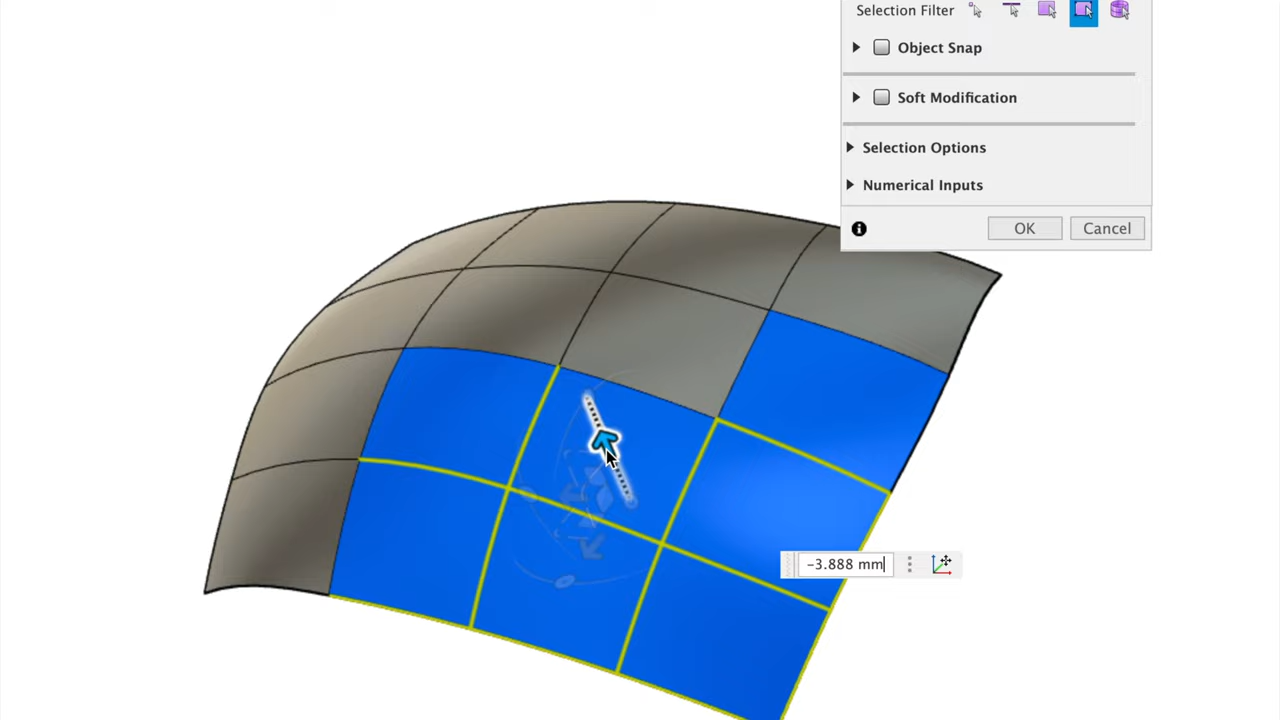 Selection Filter
Object Snap
Soft Modification
Selection Options
Numerical Inputs
OK
Cancel
-3.888 mm